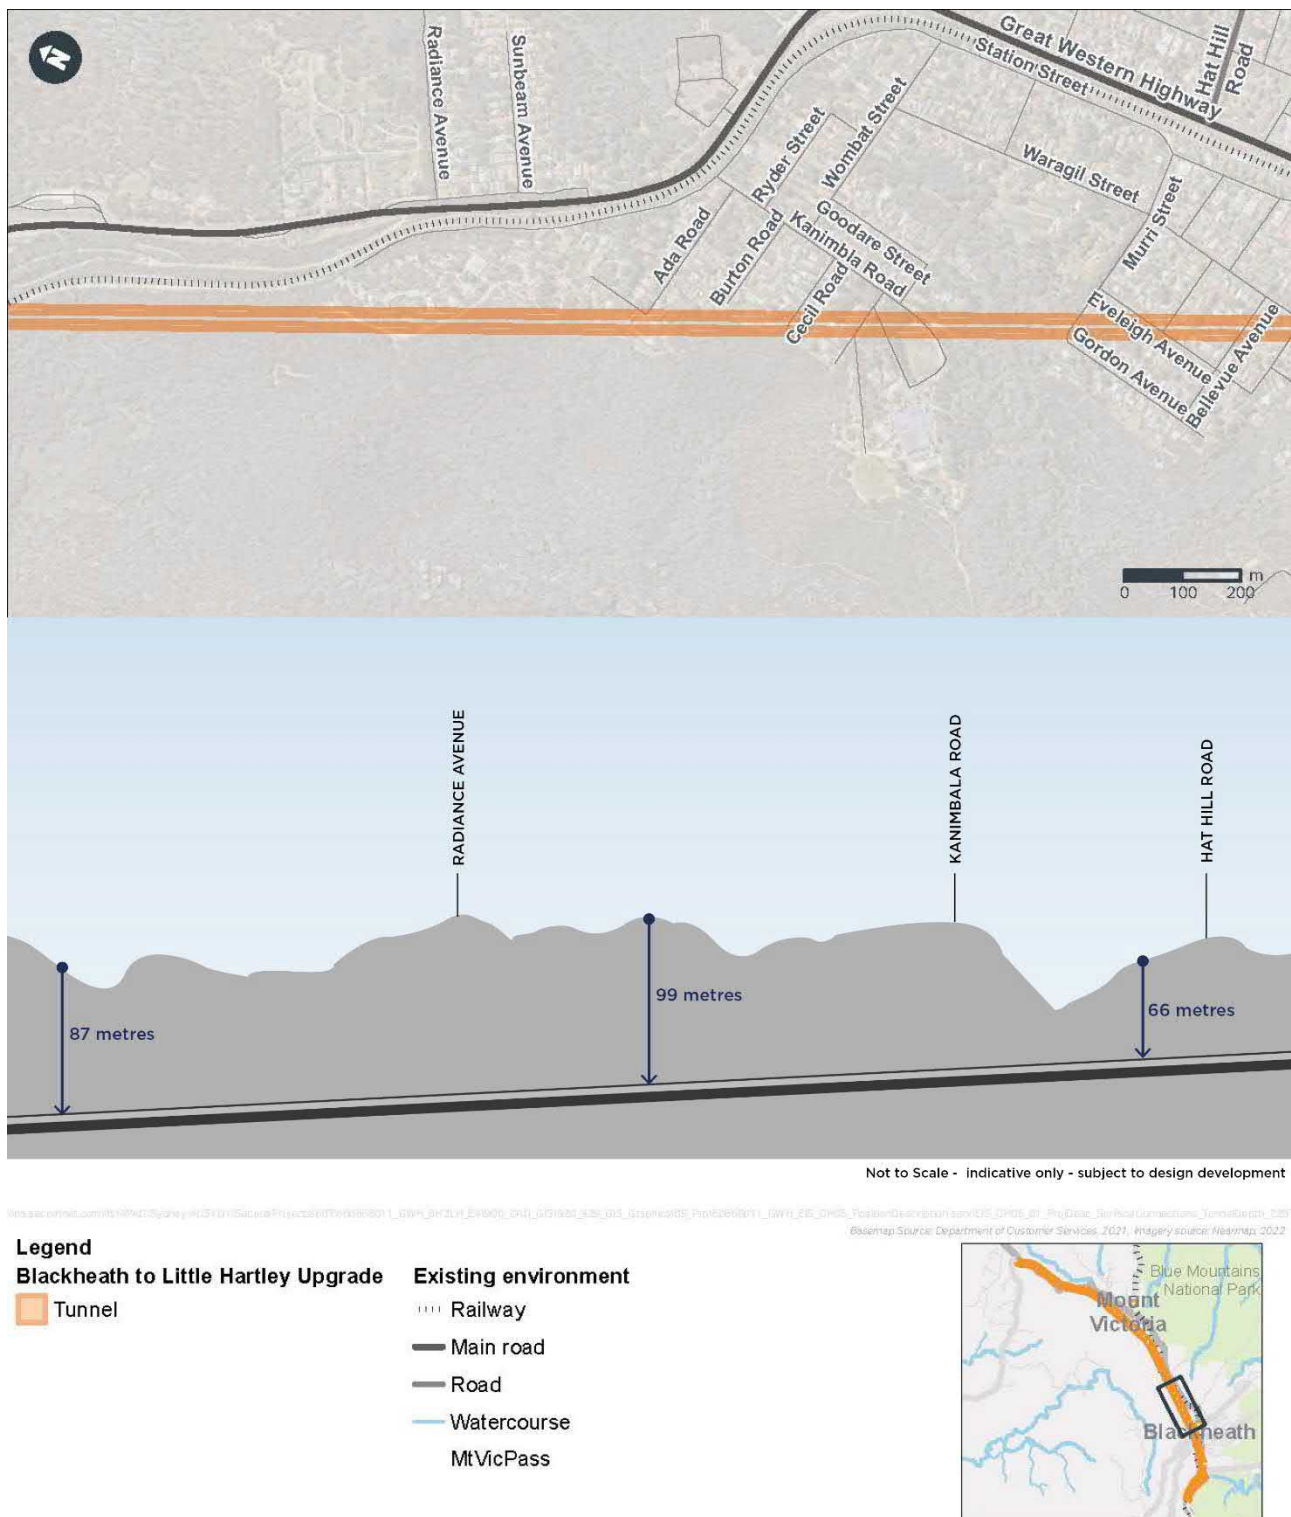 N
Radiance Avenue
Sunbeam Avenue
Great Western Highway
Station Street
Hat Hill
Road
Ryder Street
Wombat Street
Waragil Street
Murri Street
Ada Road
Burton Road
Goodare Street
Kanimbla Road
Cecil Road
Eveleigh Avenue
Gordon Avenue
Bellevue Avenue
m
0 100 200
RADIANCE AVENUE
KANIMBALA ROAD
HAT HILL ROAD
87 metres
99 metres
66 metres
Not to Scale - indicative only - subject to design development
Basemap Source: Department of Customer Services, 2021, Imagery source: Nearmap, 2022
Legend
Blackheath to Little Hartley Upgrade
Tunnel
Existing environment
Railway
Main road
Road
Watercourse
MtVicPass
Blue Mountains
National Park
Mount
Victoria
Blackheath